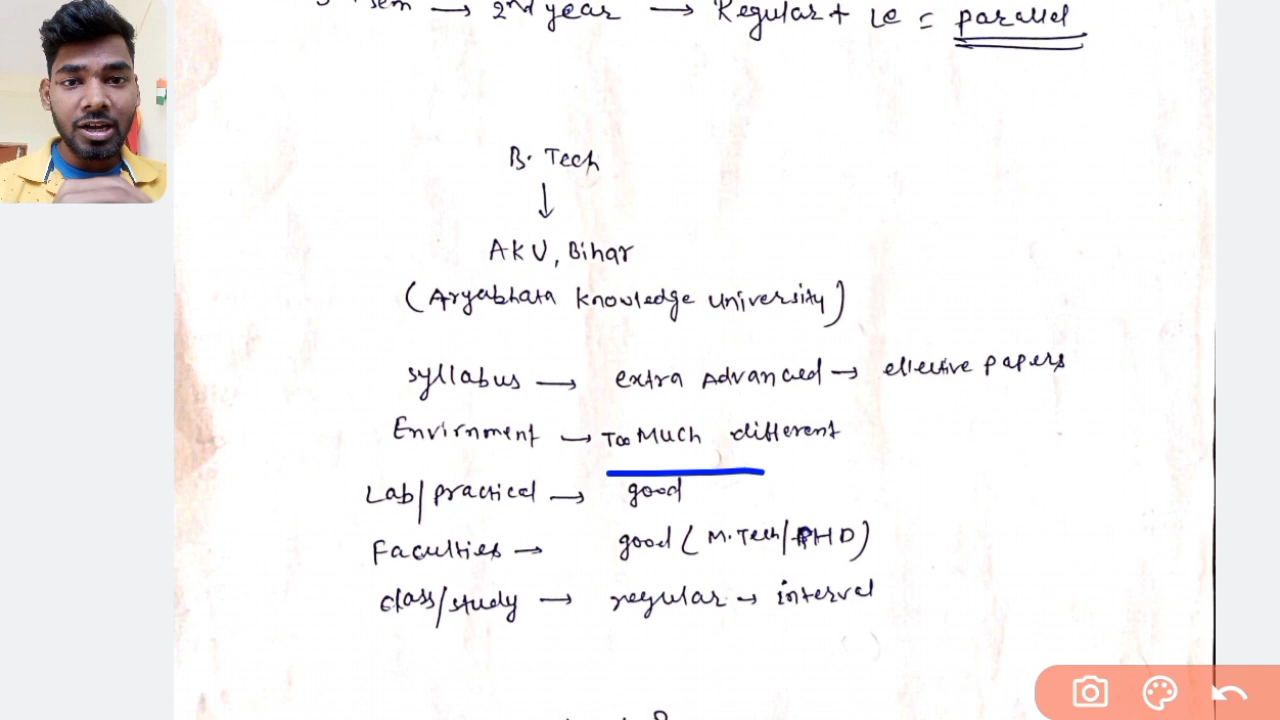 sem → 2nd year → Regular + LE = parallel
B. Tech
↓
AKU, Bihar
(Aryabhata knowledge university)
syllabus → extra Advanced → elective papers
Envirnment → Too Much different
Lab/practical → good
Faculties → good (M.Tech/PHD)
class/study → regular → interval